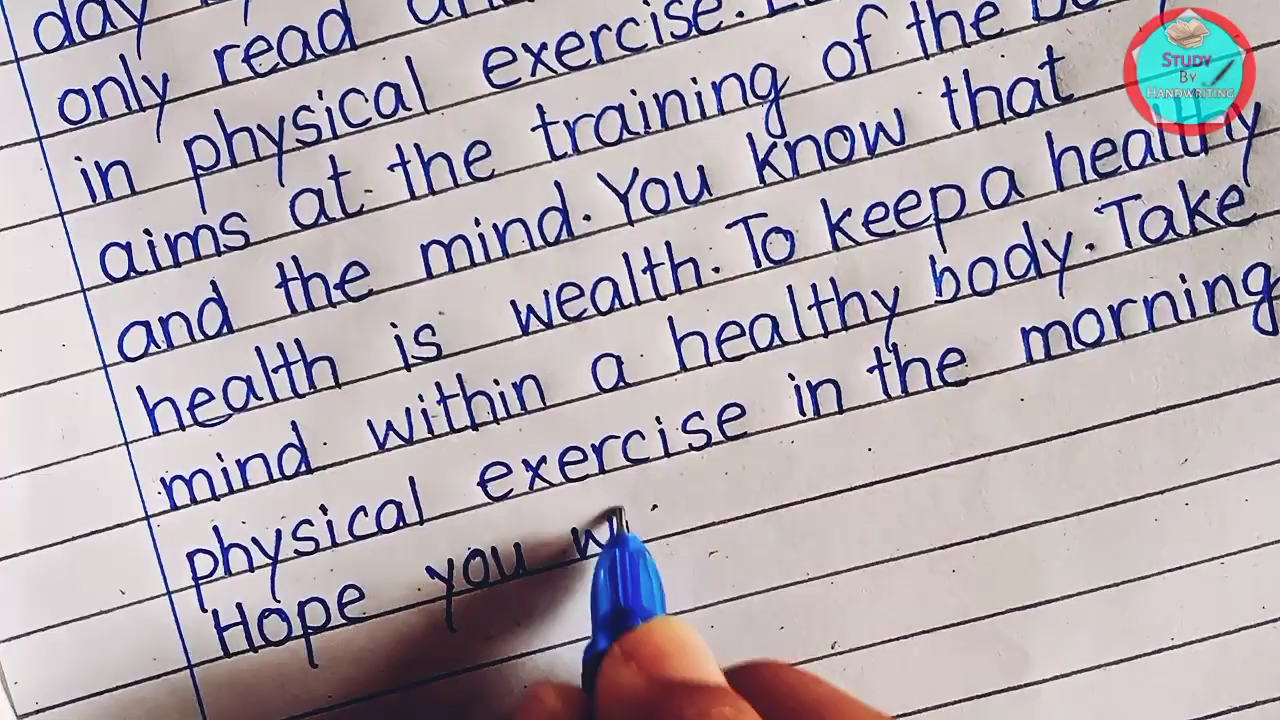 day
only read and
in physical exercise.
aims at the training of the
and the mind. You know that
health is wealth. To keep a healthy
mind within a healthy body. Take
physical exercise in the morning
Hope you w
STUDY
BY
HANDWRITING